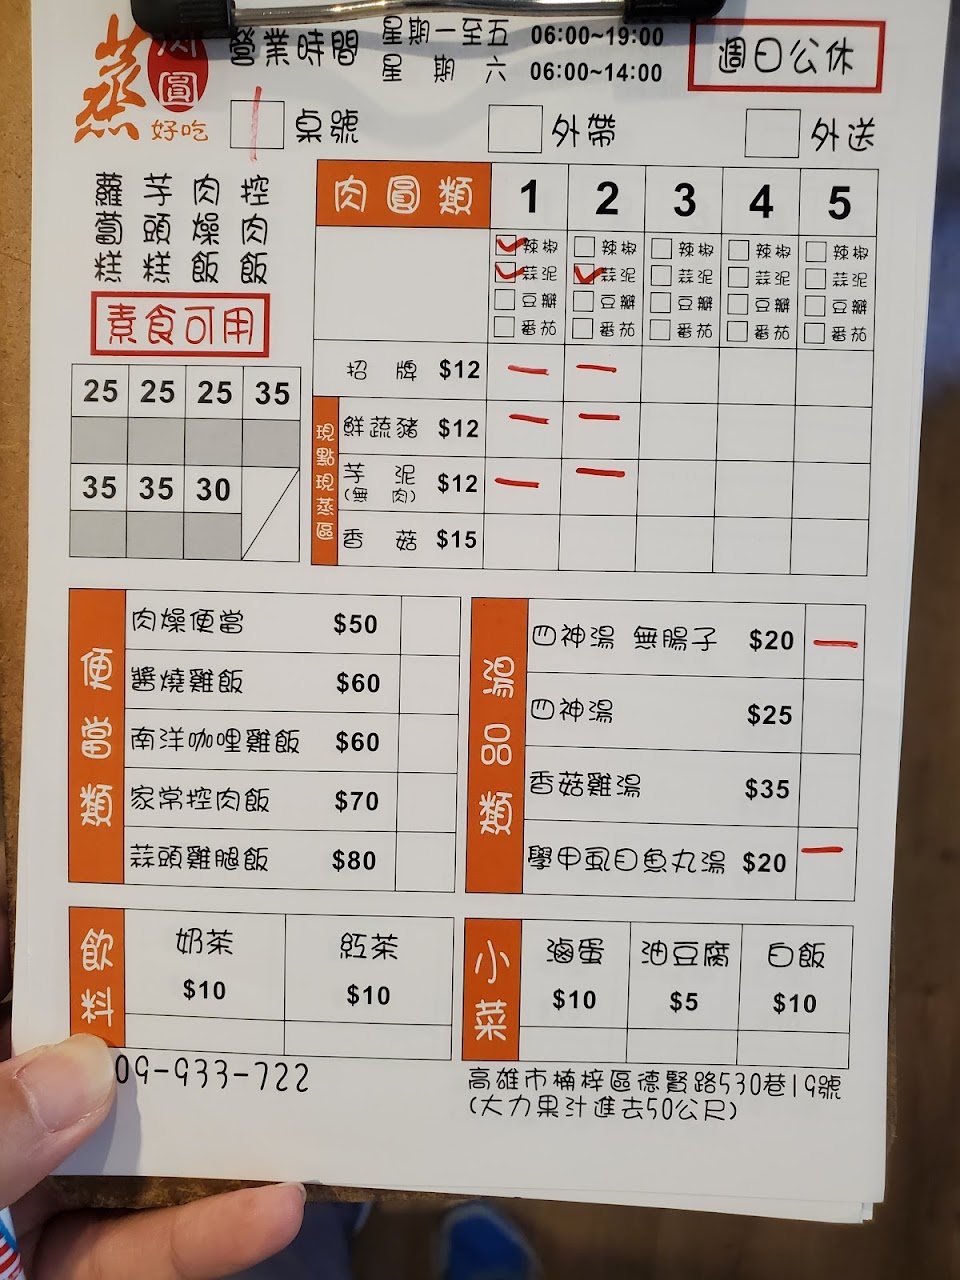 蒸 肉圓 好吃
營業時間 星期一至五 06:00~19:00
星期六 06:00~14:00
週日公休
桌號 外帶 外送
蘿蔔糕 芋頭糕 肉燥飯 控肉飯
素食可用
25 25 25 35
35 35 30
肉圓類 1 2 3 4 5
辣椒 辣椒 辣椒 辣椒 辣椒
蒜泥 蒜泥 蒜泥 蒜泥 蒜泥
豆瓣 豆瓣 豆瓣 豆瓣 豆瓣
番茄 番茄 番茄 番茄 番茄
招牌 $12
現點現蒸區
鮮蔬豬 $12
芋泥 (無肉) $12
香菇 $15
便當類
肉燥便當 $50
醬燒雞飯 $60
南洋咖哩雞飯 $60
家常控肉飯 $70
蒜頭雞腿飯 $80
湯品類
四神湯 無腸子 $20
四神湯 $25
香菇雞湯 $35
學甲虱目魚丸湯 $20
飲料
奶茶 紅茶
$10 $10
小菜
滷蛋 油豆腐 白飯
$10 $5 $10
09-933-722
高雄市楠梓區德賢路530巷19號
(大力果汁進去50公尺)